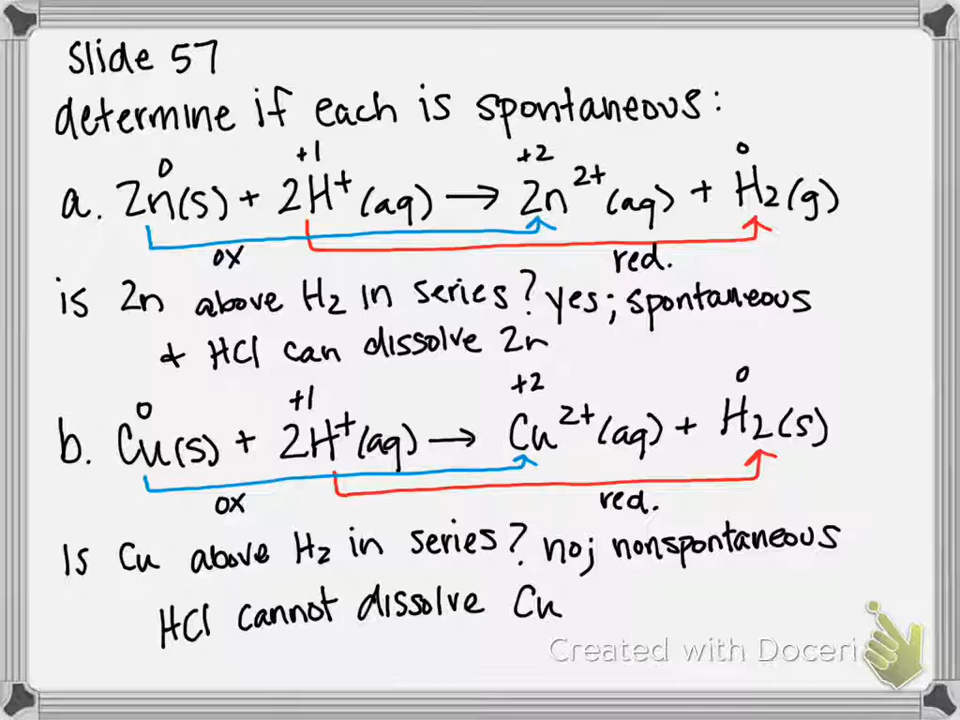 Slide 57
determine if each is spontaneous:
0 +1 +2 0
a. Zn(s) + 2H⁺(aq) → Zn²⁺(aq) + H₂(g)
ox red.
is Zn above H₂ in series? yes; spontaneous
& HCl can dissolve Zn
0 +1 +2 0
b. Cu(s) + 2H⁺(aq) → Cu²⁺(aq) + H₂(s)
ox red.
Is Cu above H₂ in series? no; nonspontaneous
HCl cannot dissolve Cu
Created with Doceri